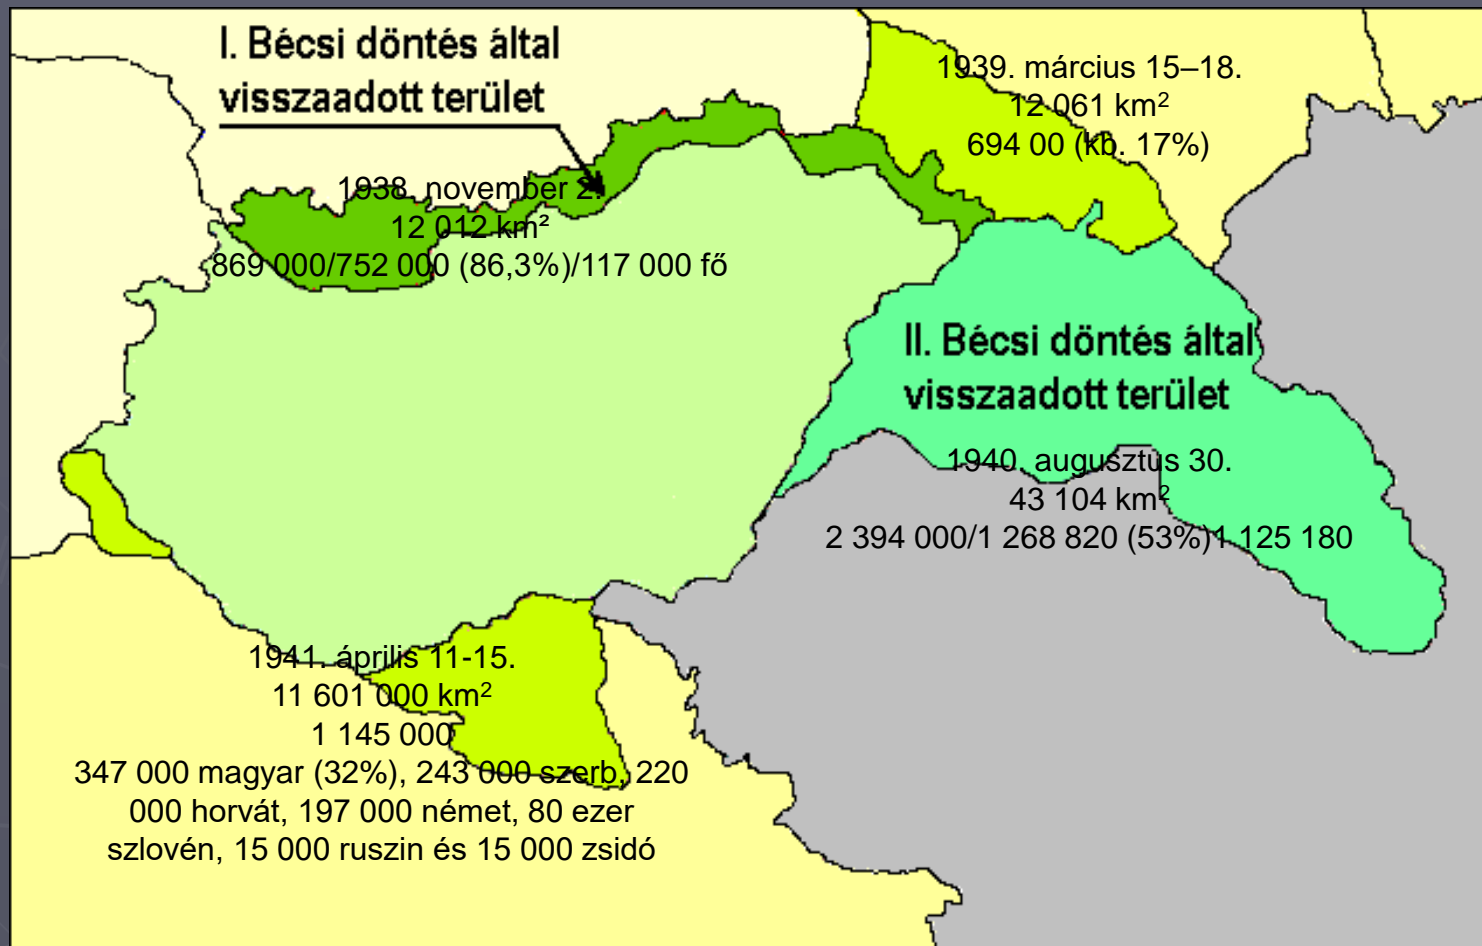 I. Bécsi döntés által
visszaadott terület
1939. március 15–18.
12 061 km²
694 00 (kb. 17%)
1938. november 2.
12 012 km²
869 000/752 000 (86,3%)/117 000 fő
II. Bécsi döntés által
visszaadott terület
1940. augusztus 30.
43 104 km²
2 394 000/1 268 820 (53%)1 125 180
1941. április 11-15.
11 601 000 km²
1 145 000
347 000 magyar (32%), 243 000 szerb, 220
000 horvát, 197 000 német, 80 ezer
szlovén, 15 000 ruszin és 15 000 zsidó